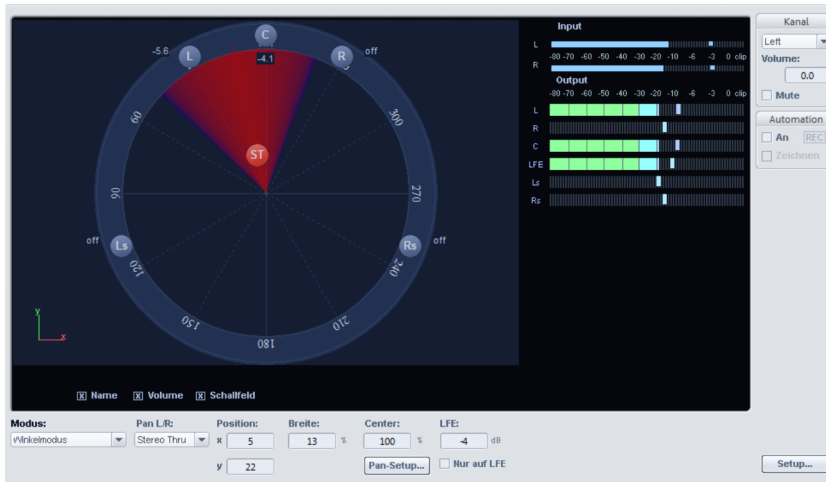 Input
L
-80 -70 -60 -50 -40 -30 -20 -16 -6 -3 0 clip
R
Output
-80 -70 -60 -50 -40 -30 -20 -16 -6 -3 0 clip
L
R
C
LFE
Ls
Rs
C
-5.6 L
-4.1
R off
60
300
ST
90
270
off Ls
Rs off
120
240
150
210
180
y
x
x Name x Volume x Schallfeld
Kanal
Left
Volume:
0.0
Mute
Automation
An REC
Zeichnen
Modus: Pan L/R: Position: Breite: Center: LFE:
Winkelmodus Stereo Thru x 5 13 % 100 % -4 dB
y 22 Pan-Setup... Nur auf LFE
Setup...